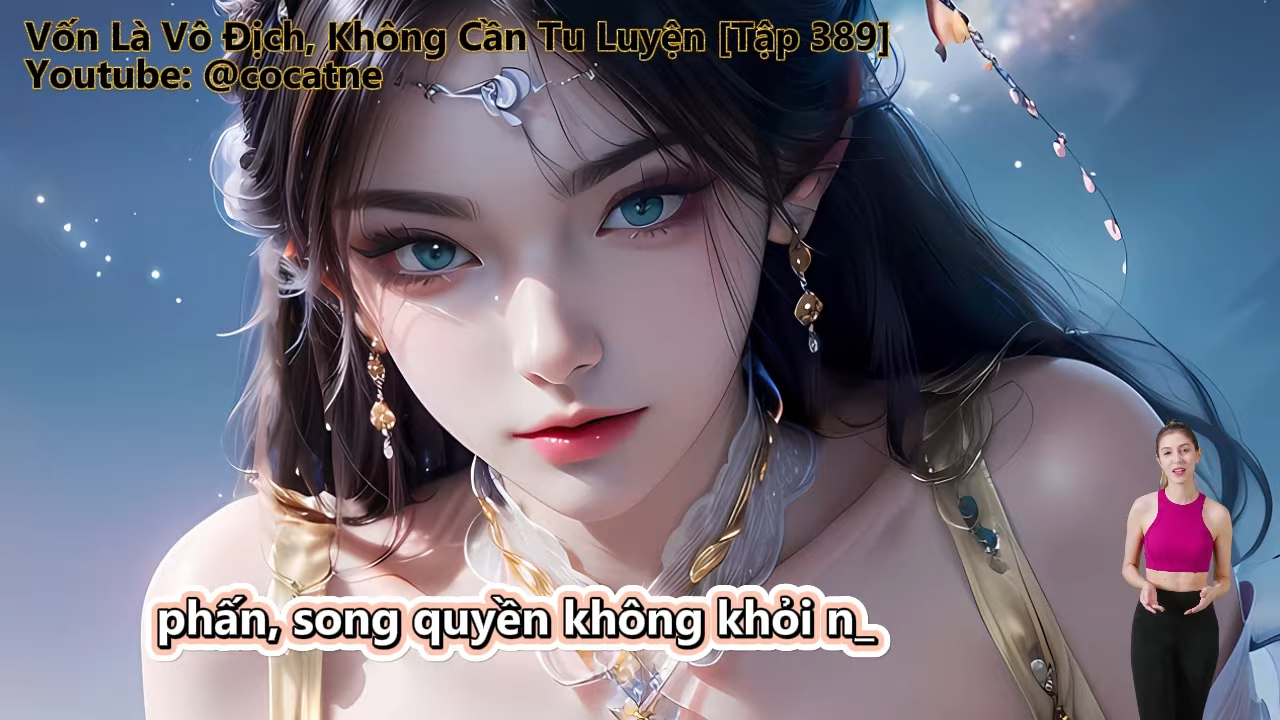 Vốn Là Vô Địch, Không Cần Tu Luyện [Tập 389]
Youtube: @cocatne
phấn, song quyền không khỏi n_